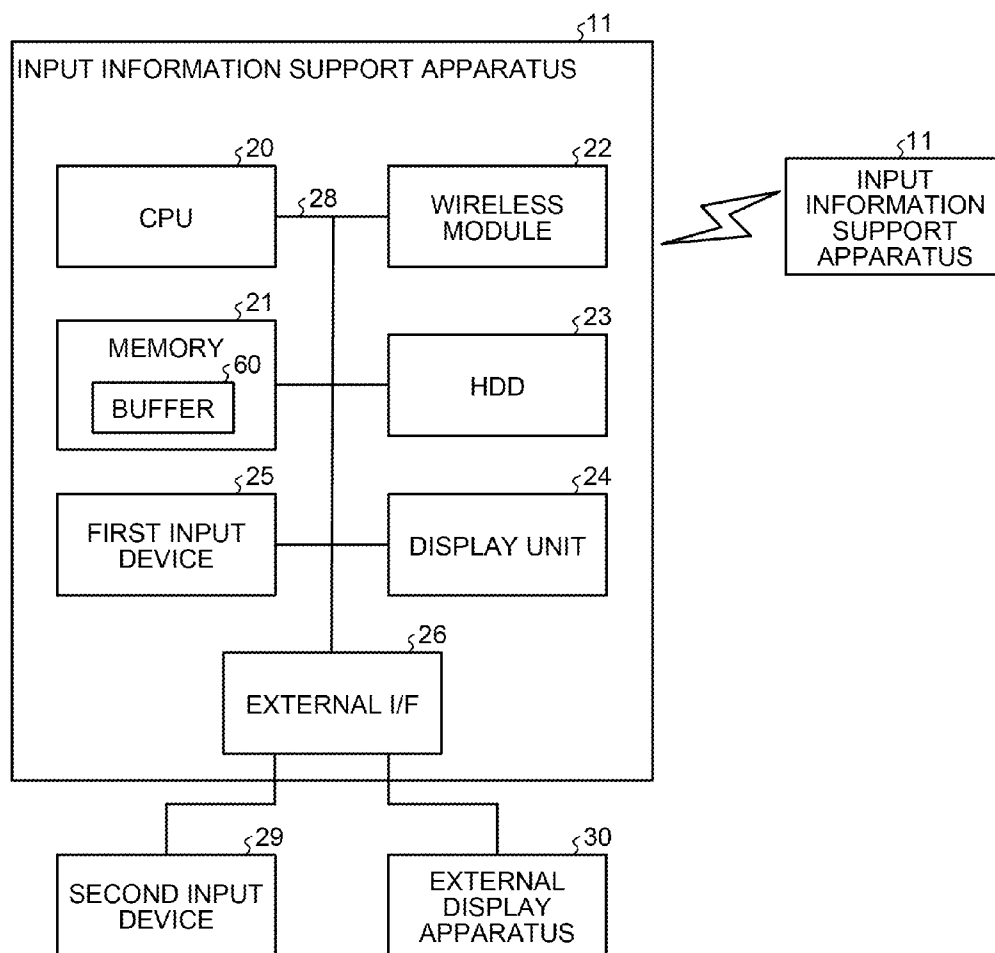 11
INPUT INFORMATION SUPPORT APPARATUS
20
CPU
28
22
WIRELESS
MODULE
11
INPUT
INFORMATION
SUPPORT
APPARATUS
21
MEMORY
60
BUFFER
23
HDD
25
FIRST INPUT
DEVICE
24
DISPLAY UNIT
26
EXTERNAL I/F
29
SECOND INPUT
DEVICE
30
EXTERNAL
DISPLAY
APPARATUS